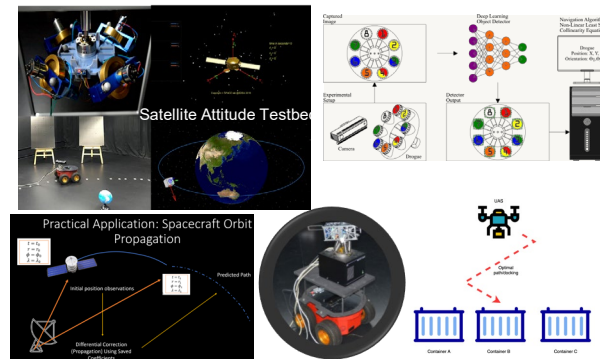 Satellite Attitude Testbed
Captured
Image
Deep Learning
Object Detector
Navigation Algorithm
Non-Linear Least S
Collinearity Equation
Drogue
Position: X, Y,
Experimental
Setup
Camera
Drogue
Detector
Output
Practical Application: Spacecraft Orbit
Propagation
Initial position observations
Predicted Path
Differential Correction
(Propagation) Using Saved
Coefficients
UAS
Optimal
pathtracking
Container A
Container B
Container C